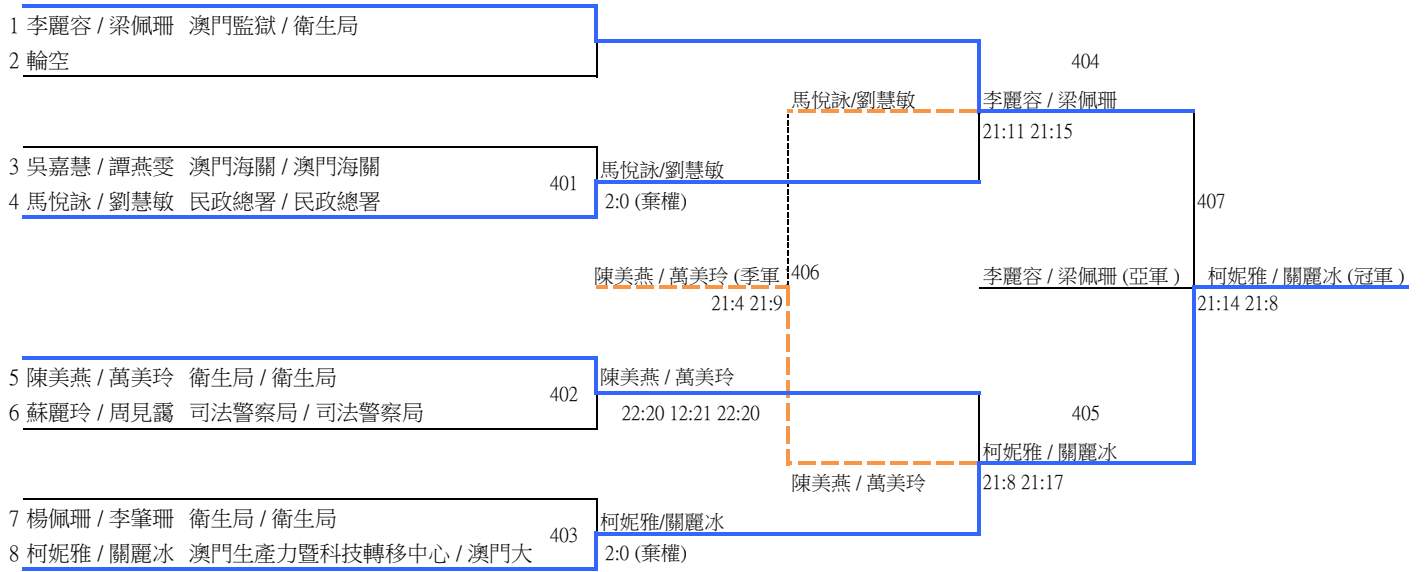 1 李麗容 / 梁佩珊 澳門監獄 / 衛生局
2 輪空
404
馬悅詠/劉慧敏
李麗容 / 梁佩珊
21:11 21:15
3 吳嘉慧 / 譚燕雯 澳門海關 / 澳門海關
401
馬悅詠/劉慧敏
4 馬悅詠 / 劉慧敏 民政總署 / 民政總署
2:0 (棄權)
407
陳美燕 / 萬美玲 (季軍
406
李麗容 / 梁佩珊 (亞軍 )
柯妮雅 / 關麗冰 (冠軍 )
21:4 21:9
21:14 21:8
5 陳美燕 / 萬美玲 衛生局 / 衛生局
402
陳美燕 / 萬美玲
6 蘇麗玲 / 周見靄 司法警察局 / 司法警察局
22:20 12:21 22:20
405
柯妮雅 / 關麗冰
陳美燕 / 萬美玲
21:8 21:17
7 楊佩珊 / 李肇珊 衛生局 / 衛生局
403
柯妮雅/關麗冰
8 柯妮雅 / 關麗冰 澳門生產力暨科技轉移中心 / 澳門大
2:0 (棄權)